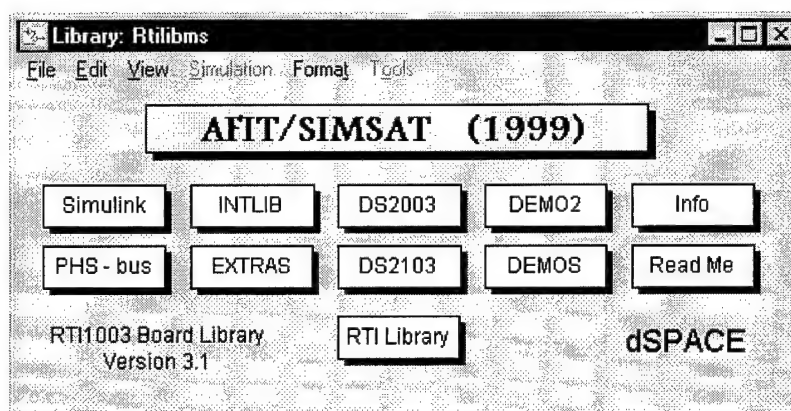 Library: Rtilibms
File Edit View Simulation Format Tools
AFIT/SIMSAT (1999)
Simulink INTLIB DS2003 DEMO2 Info
PHS - bus EXTRAS DS2103 DEMOS Read Me
RTI1003 Board Library
Version 3.1
RTI Library
dSPACE